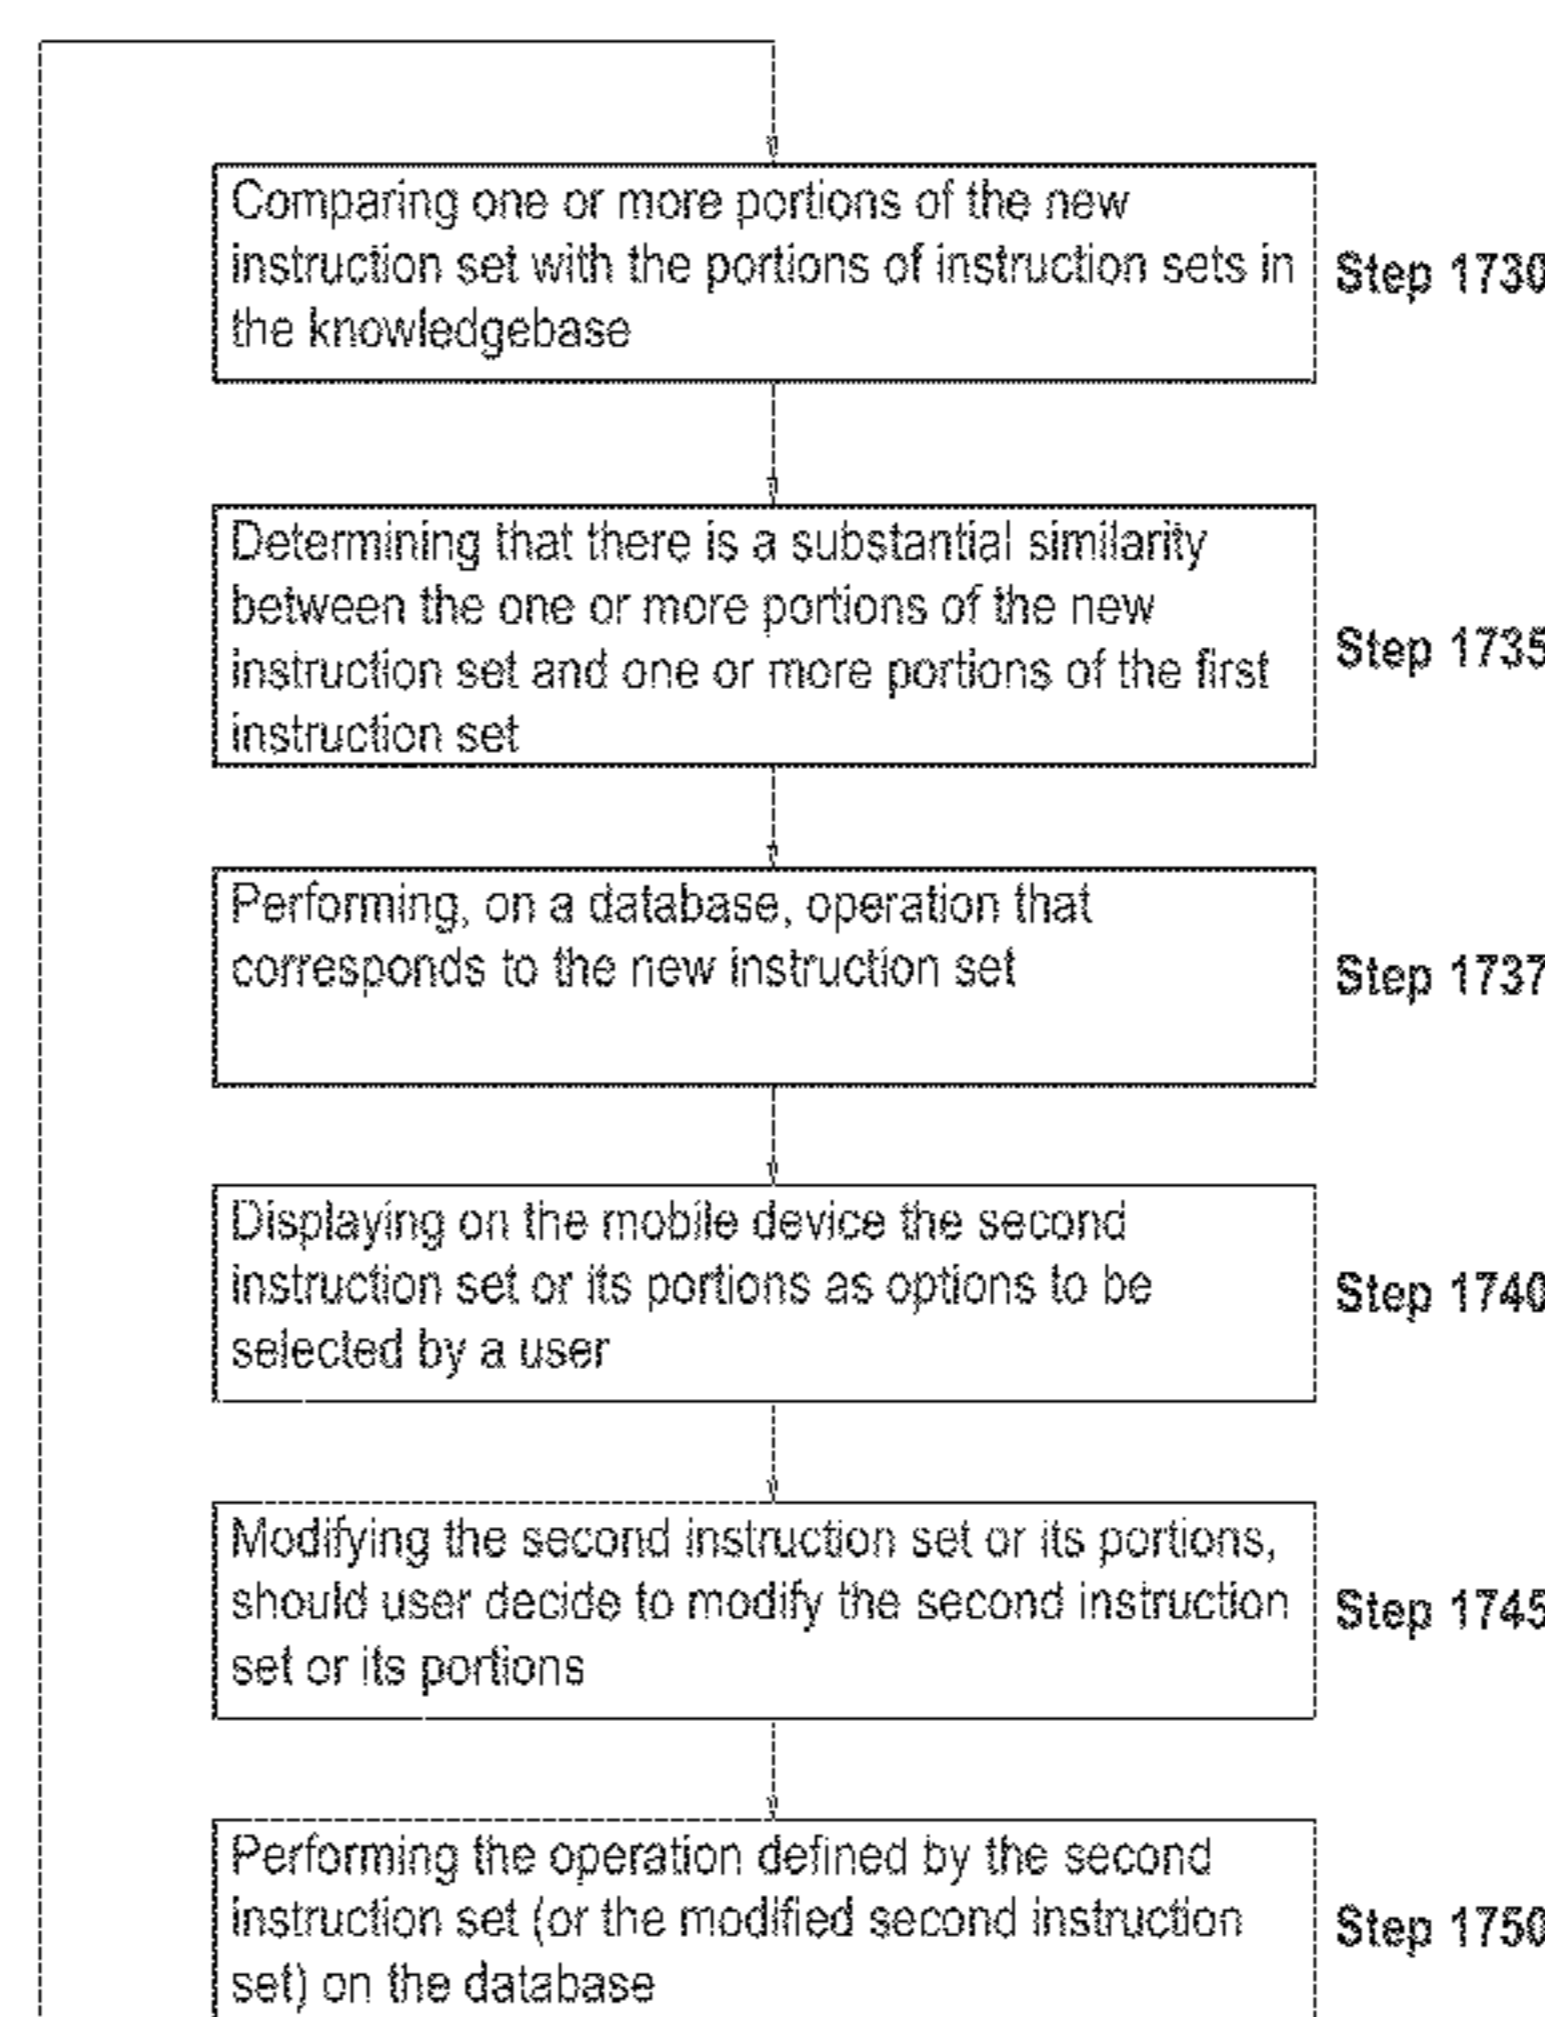 Comparing one or more portions of the new
instruction set with the portions of instruction sets in
the knowledgebase
Step 1730
Determining that there is a substantial similarity
between the one or more portions of the new
instruction set and one or more portions of the first
instruction set
Step 1735
Performing, on a database, operation that
corresponds to the new instruction set
Step 1737
Displaying on the mobile device the second
instruction set or its portions as options to be
selected by a user
Step 1740
Modifying the second instruction set or its portions,
should user decide to modify the second instruction
set or its portions
Step 1745
Performing the operation defined by the second
instruction set (or the modified second instruction
set) on the database
Step 1750